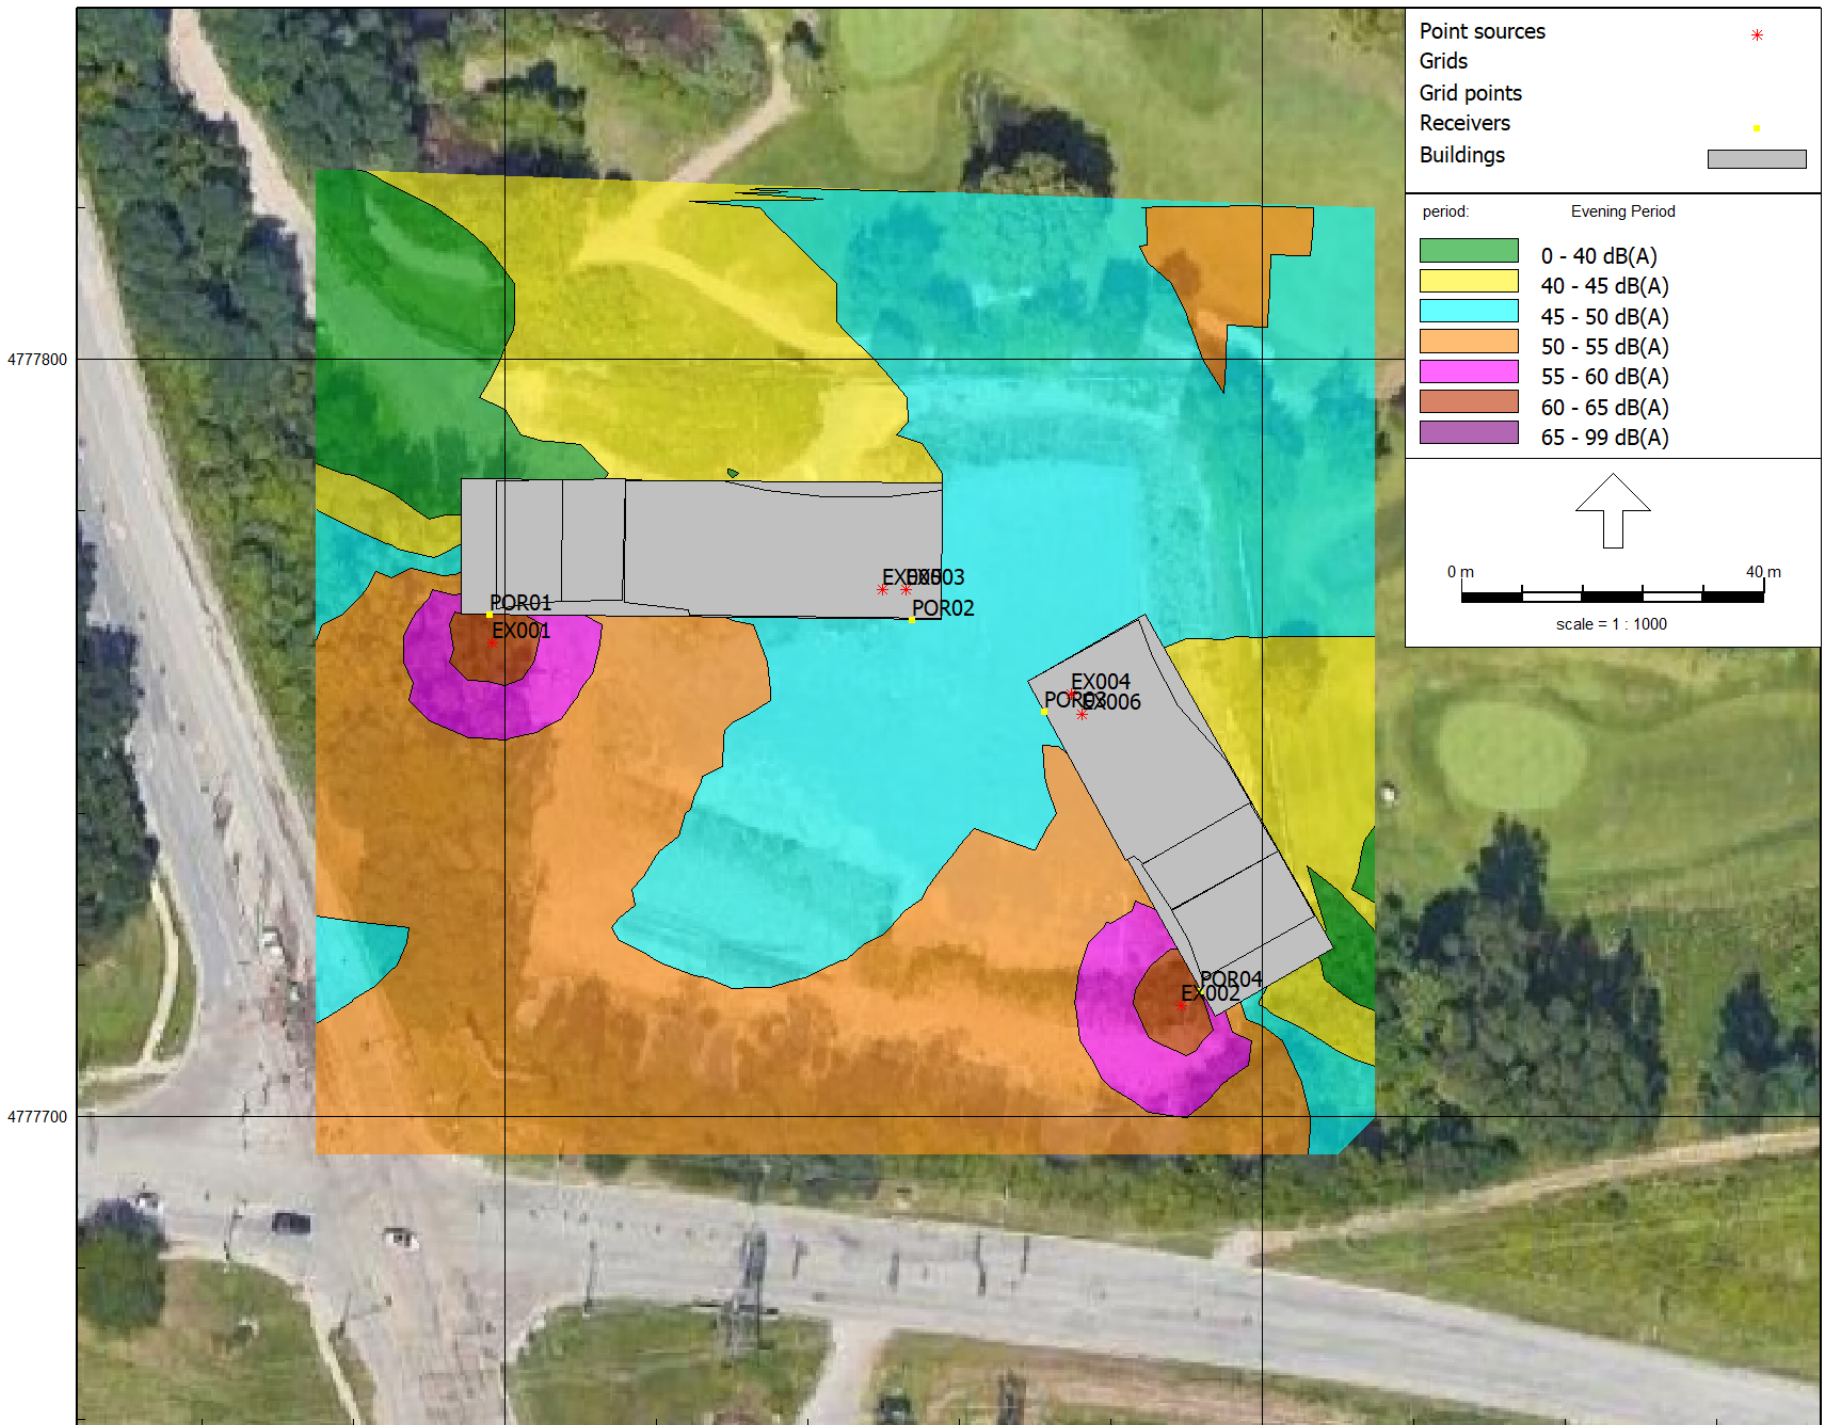 Point sources
Grids
Grid points
Receivers
Buildings
period: Evening Period
0 - 40 dB(A)
40 - 45 dB(A)
45 - 50 dB(A)
50 - 55 dB(A)
55 - 60 dB(A)
60 - 65 dB(A)
65 - 99 dB(A)
0 m 40 m
scale = 1 : 1000
4777800
EX003
POR01
POR02
EX001
EX004
POR03
EX006
POR04
EX002
4777700